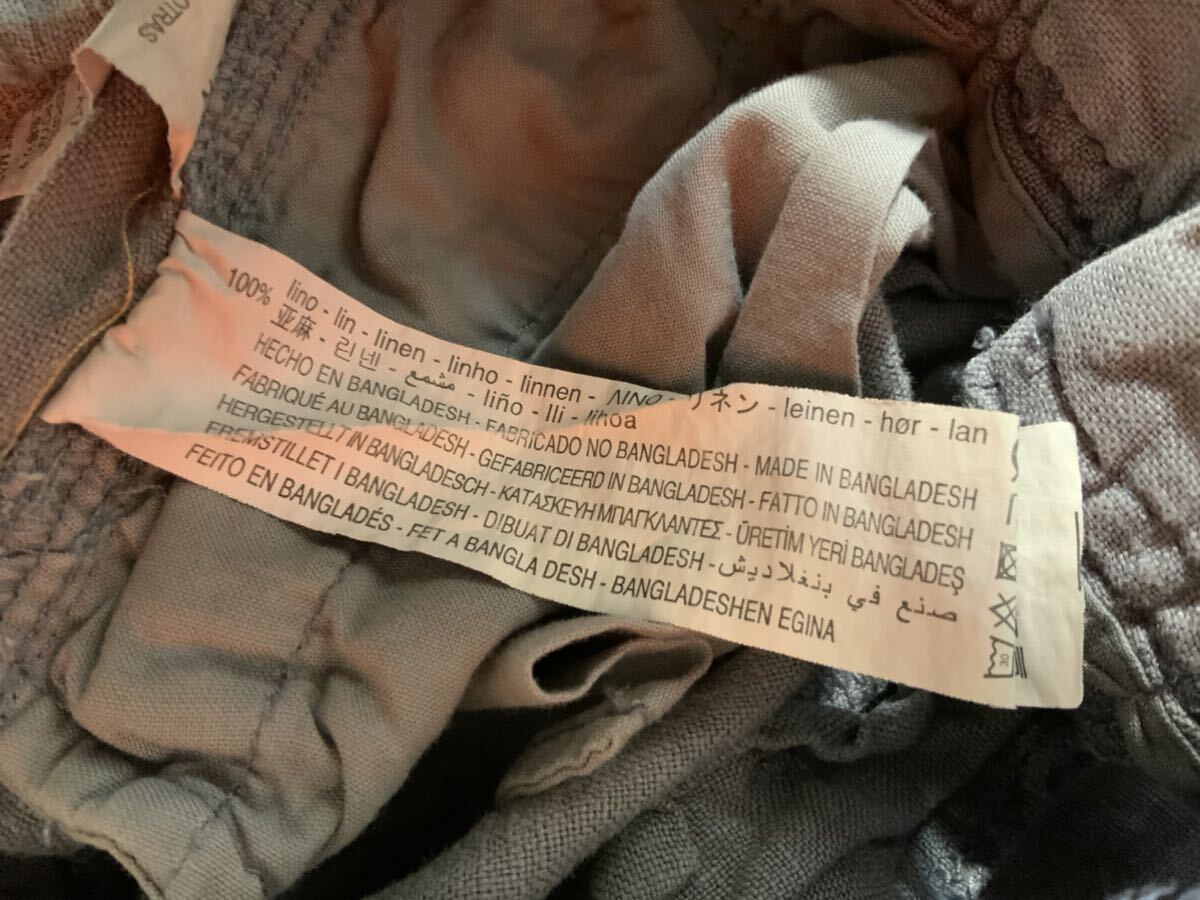 OTRAS
100% lino - lin - linen - linho - linnen - ΛΙΝΟ - リネン - leinen - hør - lan
亚麻 - 린넨 - مشمع - liño - lli - lihoa
HECHO EN BANGLADESH - FABRICADO NO BANGLADESH - MADE IN BANGLADESH
FABRIQUÉ AU BANGLADESH - GEFABRICEERD IN BANGLADESH - FATTO IN BANGLADESH
HERGESTELLT IN BANGLADESCH - ΚΑΤΑΣΚΕΥΗ ΜΠΑΓΚΛΑΝΤΕΣ - ÜRETİM YERİ BANGLADEŞ
FREMSTILLET I BANGLADESH - DIBUAT DI BANGLADESH - صنع في بنغلاديش
FEITO EN BANGLADÉS - FET A BANGLA DESH - BANGLADESHEN EGINA
30